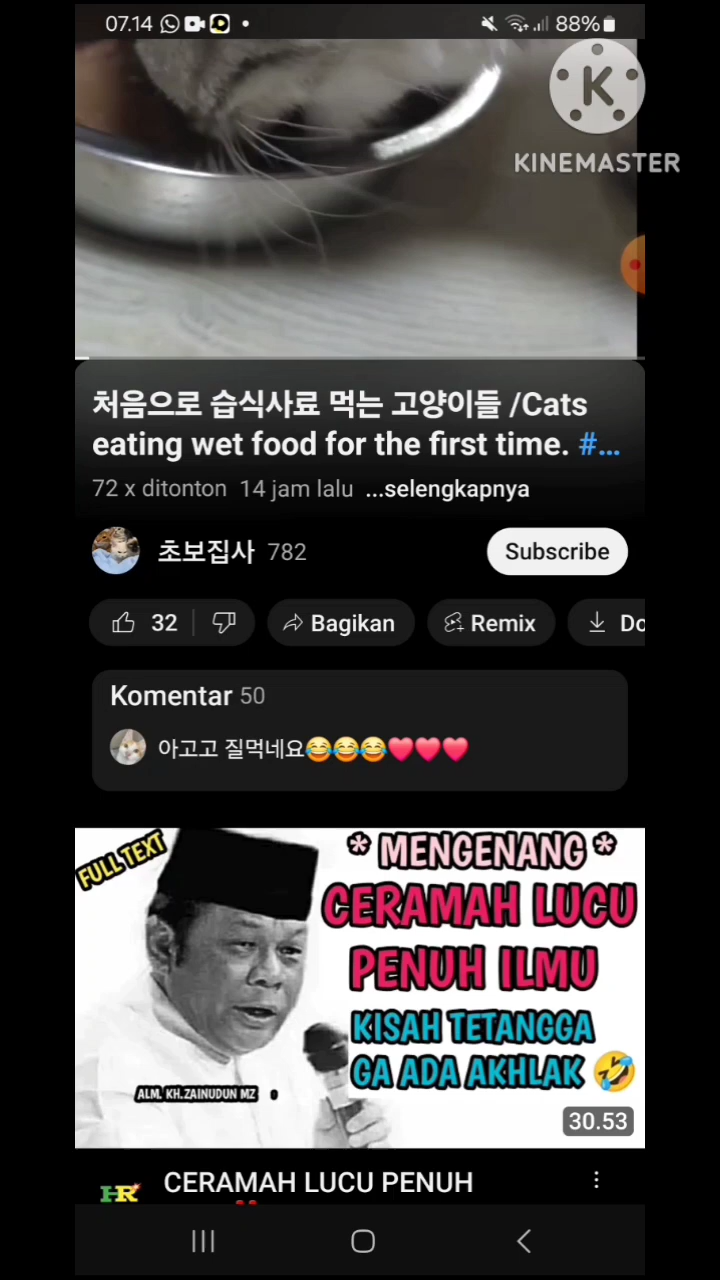 07.14
88%
K
KINEMASTER
처음으로 습식사료 먹는 고양이들 /Cats
eating wet food for the first time. #...
72 x ditonton 14 jam lalu ...selengkapnya
초보집사 782
Subscribe
32
Bagikan
Remix
Do
Komentar 50
아고고 질먹네요😂😂😂❤️❤️❤️
FULL TEXT
* MENGENANG *
CERAMAH LUCU
PENUH ILMU
KISAH TETANGGA
GA ADA AKHLAK 🤣
ALM. KH.ZAINUDUN MZ
30.53
HR
CERAMAH LUCU PENUH